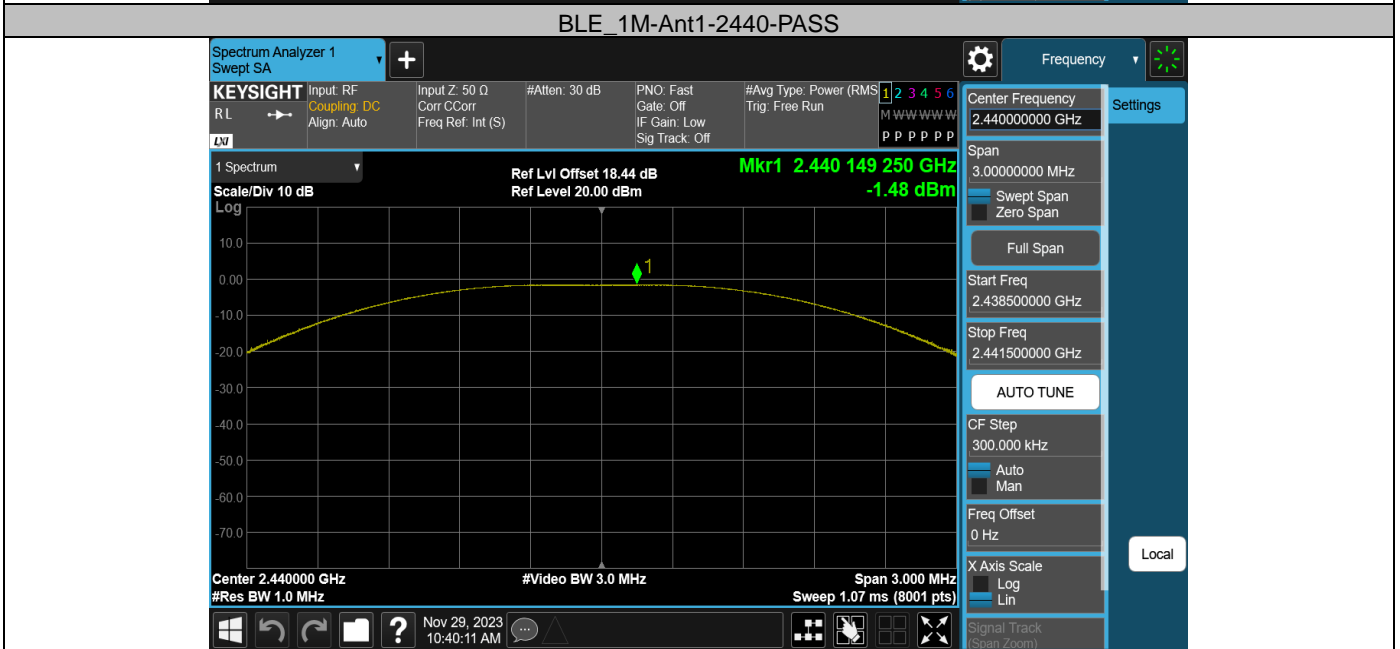 BLE_1M-Ant1-2440-PASS
Spectrum Analyzer 1
Swept SA
+
Frequency
KEYSIGHT
R L
LXI
Input: RF
Coupling: DC
Align: Auto
Input Z: 50 Ω
Corr CCorr
Freq Ref: Int (S)
#Atten: 30 dB
PNO: Fast
Gate: Off
IF Gain: Low
Sig Track: Off
#Avg Type: Power (RMS
Trig: Free Run
1 2 3 4 5 6
M W W W W W
P P P P P P
Center Frequency
2.440000000 GHz
Settings
1 Spectrum
Scale/Div 10 dB
Log
Ref Lvl Offset 18.44 dB
Ref Level 20.00 dBm
Mkr1 2.440 149 250 GHz
-1.48 dBm
1
10.0
0.00
-10.0
-20.0
-30.0
-40.0
-50.0
-60.0
-70.0
Span
3.00000000 MHz
Swept Span
Zero Span
Full Span
Start Freq
2.438500000 GHz
Stop Freq
2.441500000 GHz
AUTO TUNE
CF Step
300.000 kHz
Auto
Man
Freq Offset
0 Hz
X Axis Scale
Log
Lin
Signal Track
(Span Zoom)
Local
Center 2.440000 GHz
#Res BW 1.0 MHz
#Video BW 3.0 MHz
Span 3.000 MHz
Sweep 1.07 ms (8001 pts)
?
Nov 29, 2023
10:40:11 AM